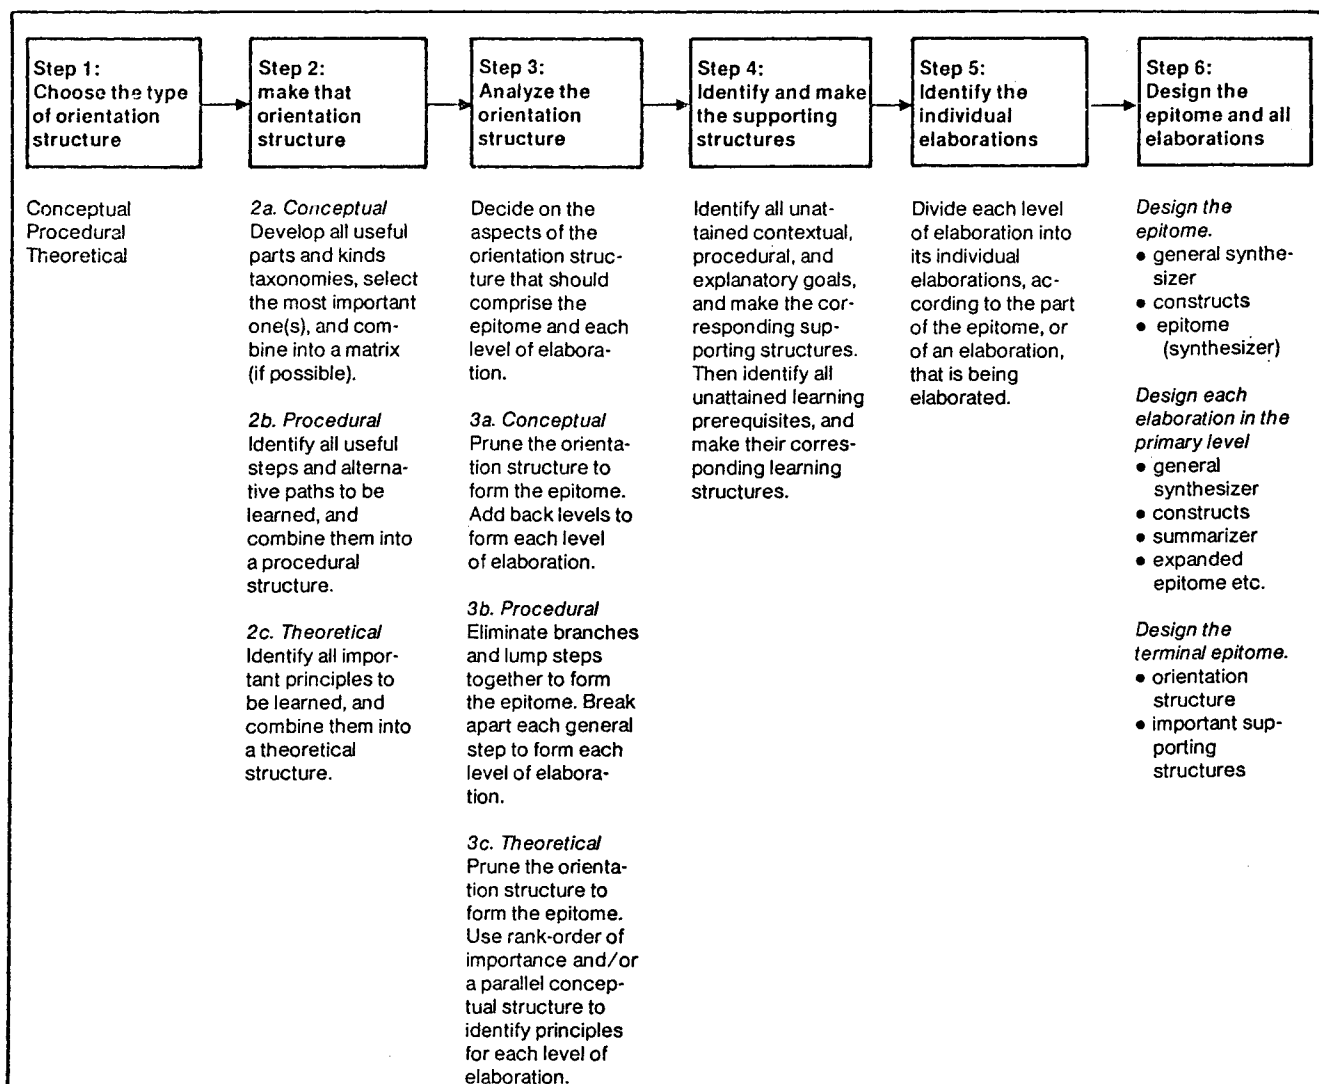 Step 1:
Choose the type
of orientation
structure
Step 2:
make that
orientation
structure
Step 3:
Analyze the
orientation
structure
Step 4:
Identify and make
the supporting
structures
Step 5:
Identify the
individual
elaborations
Step 6:
Design the
epitome and all
elaborations
Conceptual
Procedural
Theoretical
2a. Conceptual
Develop all useful
parts and kinds
taxonomies, select
the most important
one(s), and com-
bine into a matrix
(if possible).
2b. Procedural
Identify all useful
steps and alterna-
tive paths to be
learned, and
combine them into
a procedural
structure.
2c. Theoretical
Identify all impor-
tant principles to
be learned, and
combine them into
a theoretical
structure.
Decide on the
aspects of the
orientation struc-
ture that should
comprise the
epitome and each
level of elabora-
tion.
3a. Conceptual
Prune the orienta-
tion structure to
form the epitome.
Add back levels to
form each level
of elaboration.
3b. Procedural
Eliminate branches
and lump steps
together to form
the epitome. Break
apart each general
step to form each
level of elabora-
tion.
3c. Theoretical
Prune the orienta-
tion structure to
form the epitome.
Use rank-order of
importance and/or
a parallel concep-
tual structure to
identify principles
for each level of
elaboration.
Identify all unat-
tained contextual,
procedural, and
explanatory goals,
and make the cor-
responding sup-
porting structures.
Then identify all
unattained learning
prerequisites, and
make their corres-
ponding learning
structures.
Divide each level
of elaboration into
its individual
elaborations, ac-
cording to the part
of the epitome, or
of an elaboration,
that is being
elaborated.
Design the
epitome.
• general synthe-
sizer
• constructs
• epitome
(synthesizer)
Design each
elaboration in the
primary level
• general
synthesizer
• constructs
• summarizer
• expanded
epitome etc.
Design the
terminal epitome.
• orientation
structure
• important sup-
porting
structures